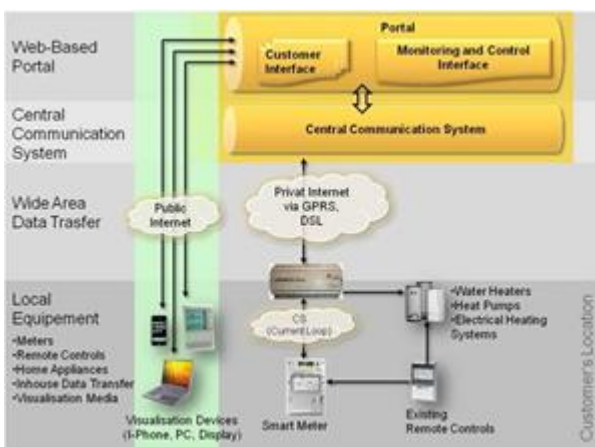 Web-Based
Portal
Portal
Customer
Interface
Monitoring and Control
Interface
Central
Communication
System
Central Communication System
Wide Area
Data Trasfer
Public
Internet
Privat Internet
via GPRS,
DSL
Local
Equipement
•Meters
•Remote Controls
•Home Appliances
•Inhouse Data Transfer
•Visualisation Media
CS
(CurrentLoop)
•Water Heaters
•Heat Pumps
•Electrical Heating
Systems
Visualisation Devices
(I-Phone, PC, Display)
Smart Meter
Existing
Remote Controls
Customer's Location